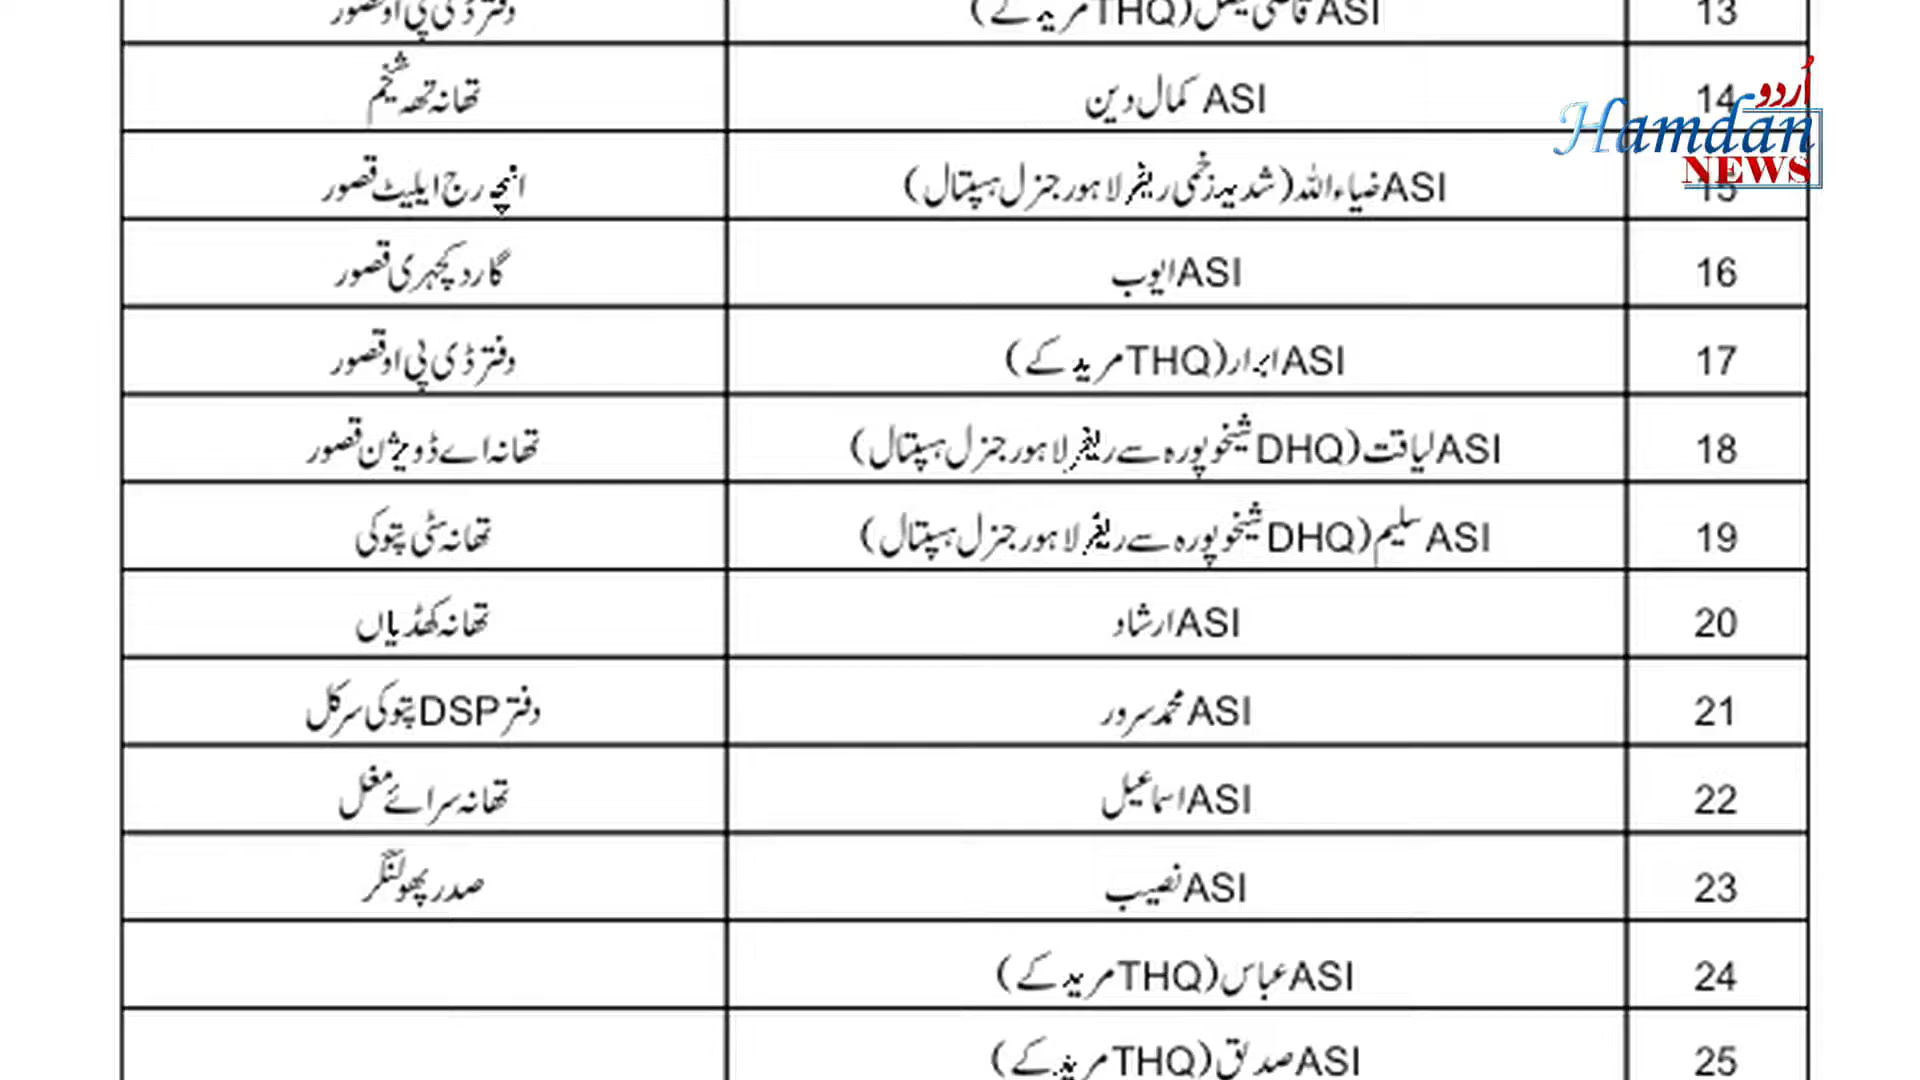 13 ASI قاضی فیصل (THQ مریدکے) دفتر ڈی پی او قصور
14 ASI کمال دین تھانہ تھہ شیخم
15 ASI ضیاء اللہ (شدید زخمی ریفر لاہور جنرل ہسپتال) انچارج ایلیٹ قصور
16 ASI ایوب گارد کچہری قصور
17 ASI ابرار (THQ مریدکے) دفتر ڈی پی او قصور
18 ASI لیاقت (DHQ شیخوپورہ سے ریفر لاہور جنرل ہسپتال) تھانہ اے ڈویژن قصور
19 ASI سلیم (DHQ شیخوپورہ سے ریفر لاہور جنرل ہسپتال) تھانہ سٹی پتوکی
20 ASI ارشاد تھانہ کھڈیاں
21 ASI محمد سرور دفتر DSP پتوکی سرکل
22 ASI اسماعیل تھانہ سرائے مغل
23 ASI نصیب صدر پھولنگر
24 ASI عباس (THQ مریدکے)
25 ASI صدیق (THQ مریدکے)
اُردو
Hamdan
NEWS